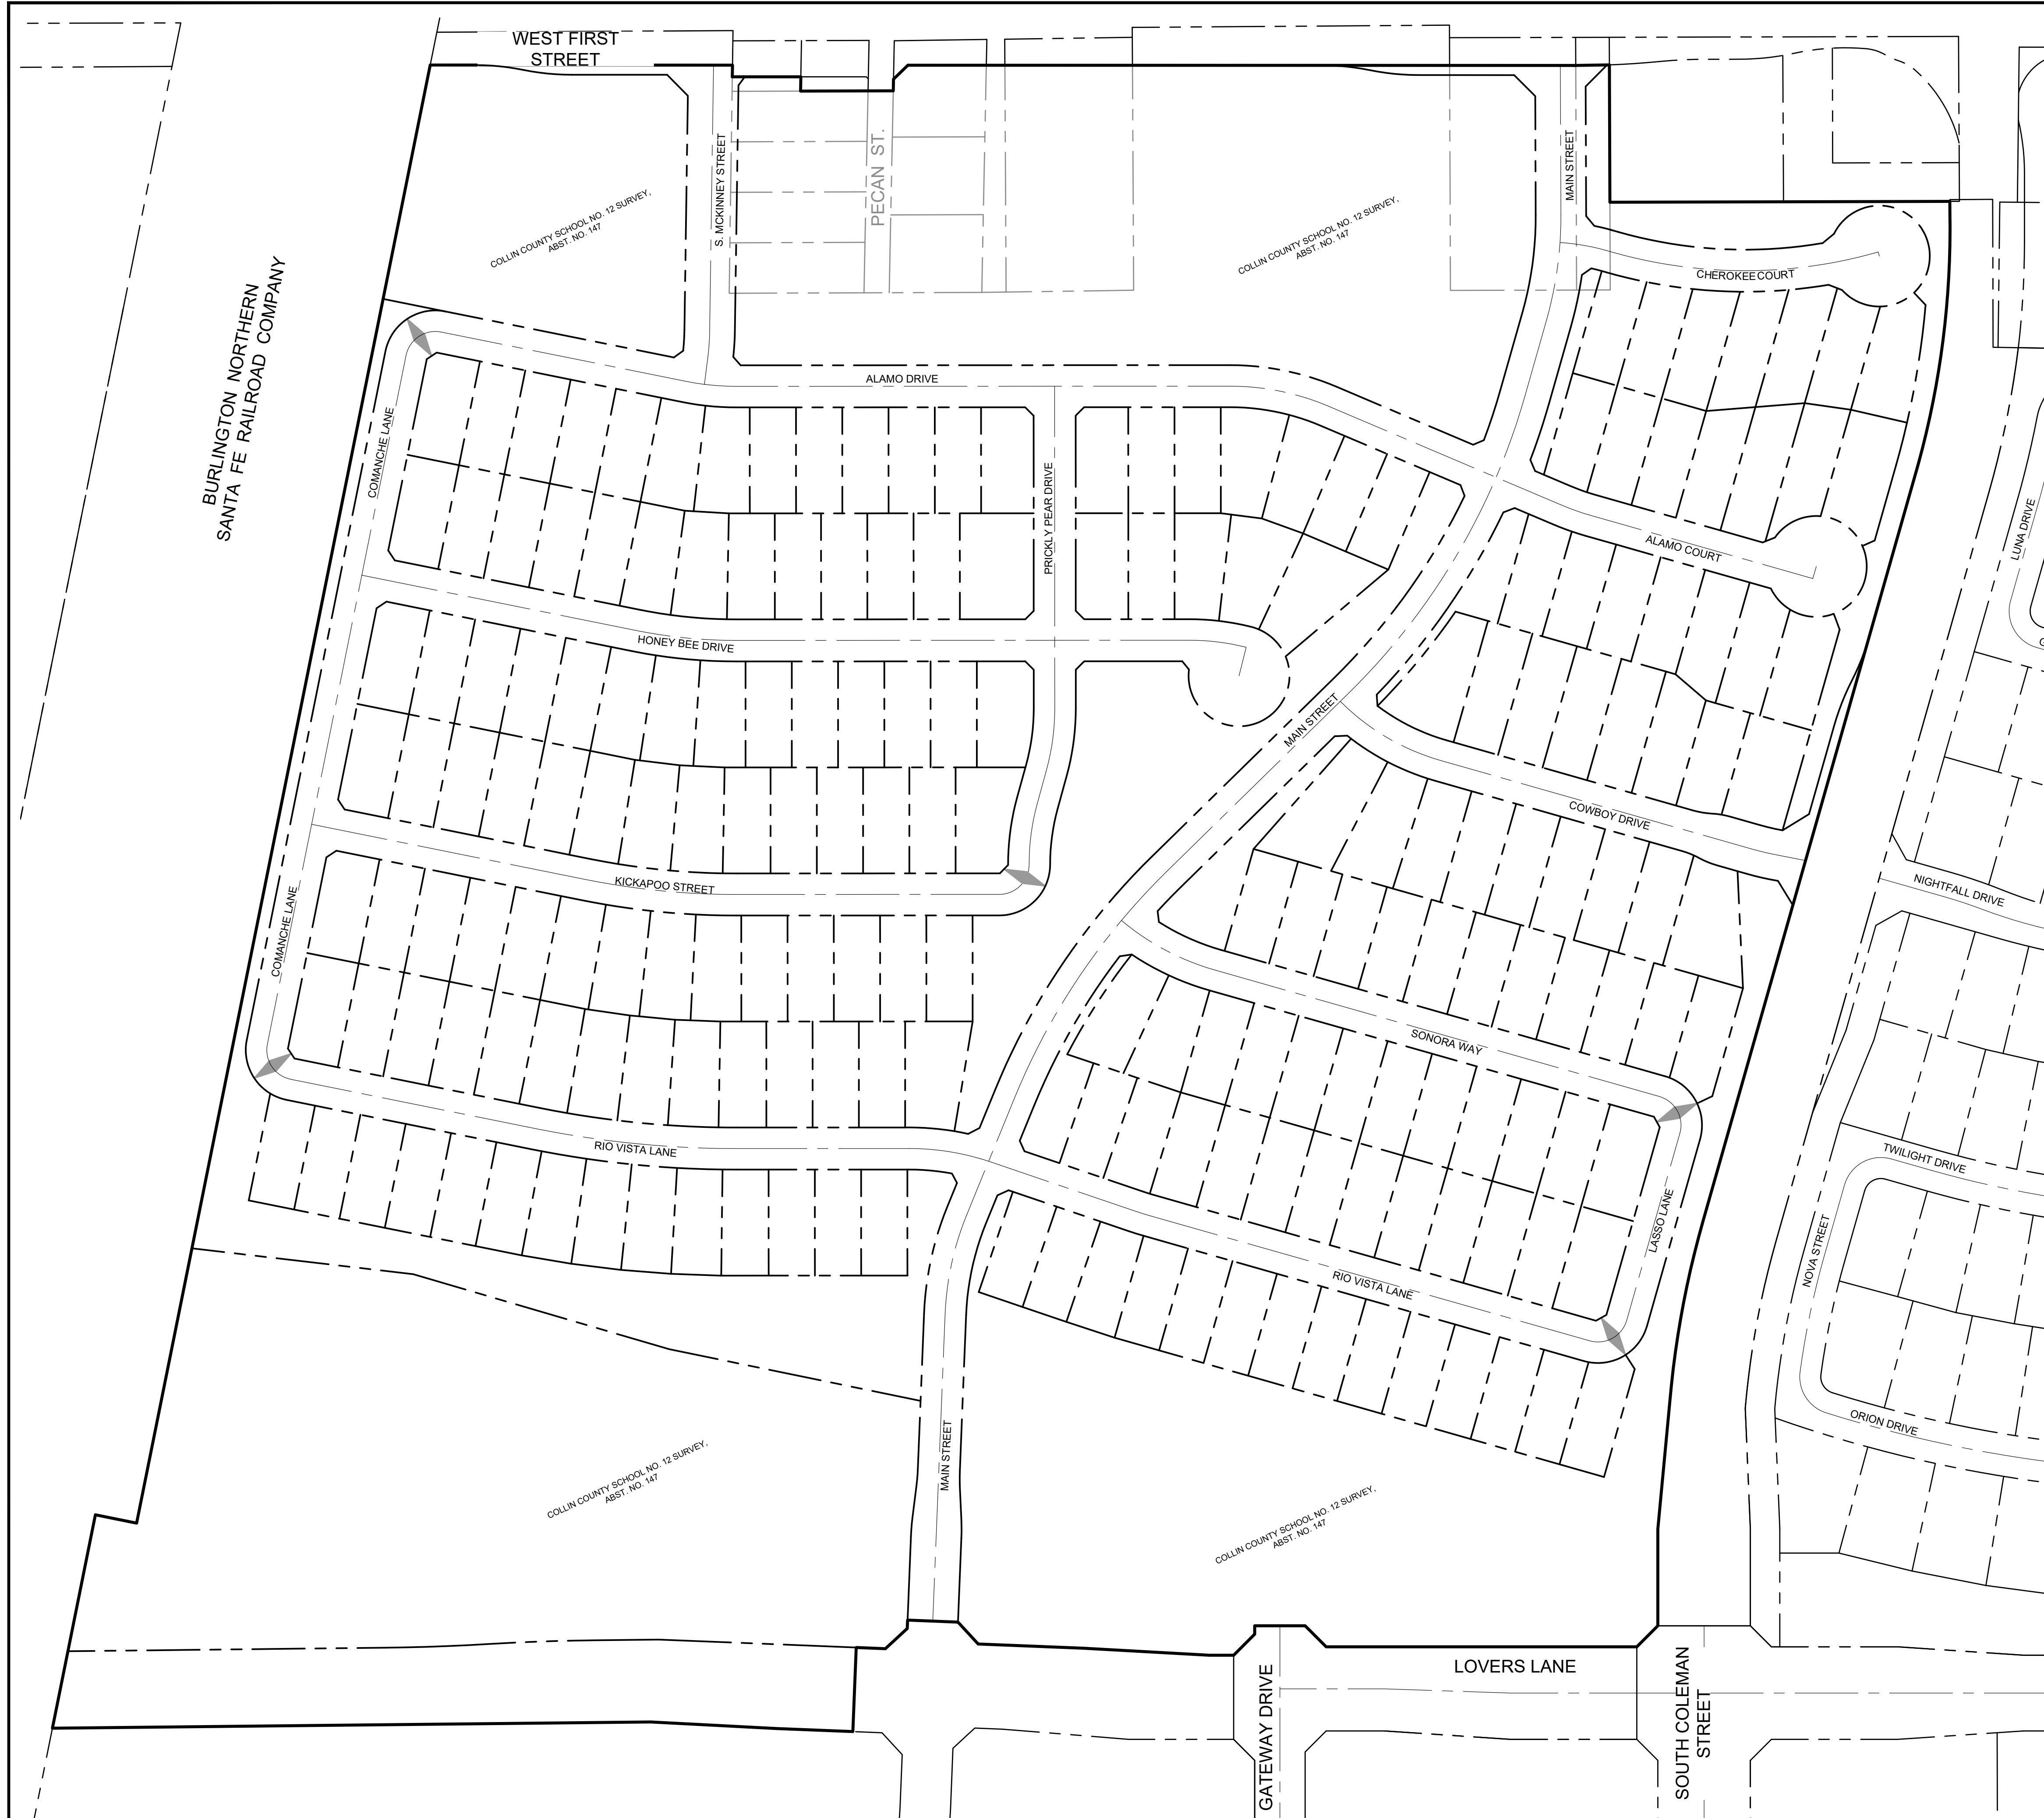 WEST FIRST
STREET
S. MCKINNEY STREET
PECAN ST.
MAIN STREET
COLLIN COUNTY SCHOOL NO. 12 SURVEY,
ABST. NO. 147
COLLIN COUNTY SCHOOL NO. 12 SURVEY,
ABST. NO. 147
CHEROKEE COURT
BURLINGTON NORTHERN
SANTA FE RAILROAD COMPANY
ALAMO DRIVE
COMANCHE LANE
PRICKLY PEAR DRIVE
LUNA DRIVE
ALAMO COURT
HONEY BEE DRIVE
MAIN STREET
COWBOY DRIVE
KICKAPOO STREET
NIGHTFALL DRIVE
COMANCHE LANE
SONORA WAY
RIO VISTA LANE
TWILIGHT DRIVE
LASSO LANE
NOVA STREET
RIO VISTA LANE
ORION DRIVE
MAIN STREET
COLLIN COUNTY SCHOOL NO. 12 SURVEY,
ABST. NO. 147
COLLIN COUNTY SCHOOL NO. 12 SURVEY,
ABST. NO. 147
LOVERS LANE
GATEWAY DRIVE
SOUTH COLEMAN
STREET